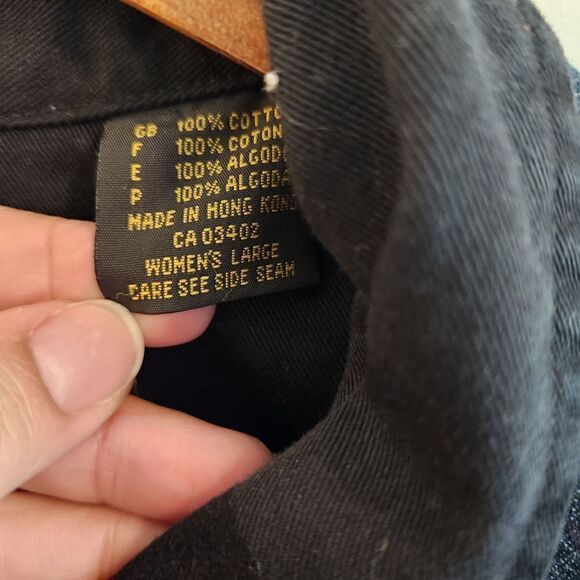 GB 100% COTTO
F 100% COTON
E 100% ALGOD
P 100% ALGODA
MADE IN HONG KONG
CA 03402
WOMEN'S LARGE
CARE SEE SIDE SEAM